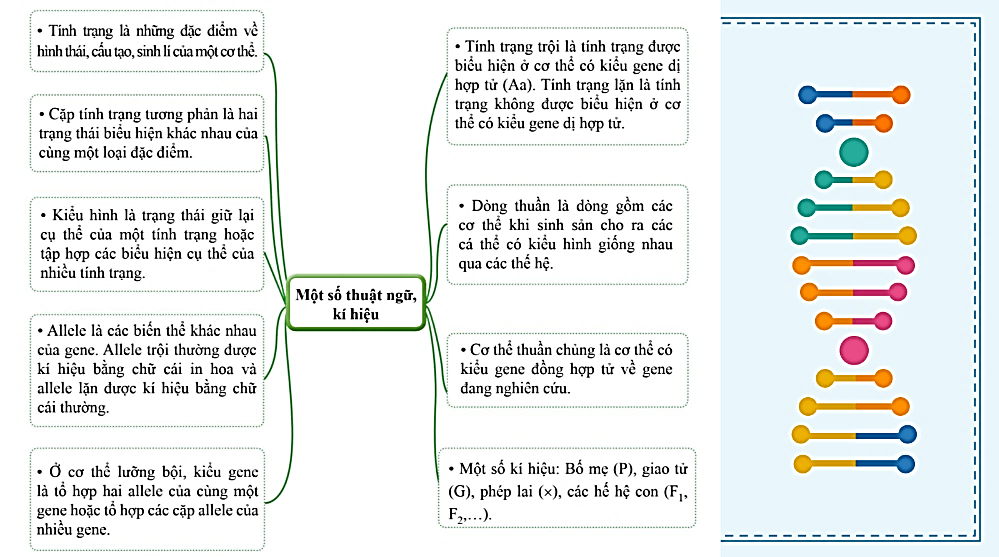 • Tính trạng là những đặc điểm về
hình thái, cấu tạo, sinh lí của một cơ thể.
• Cặp tính trạng tương phản là hai
trạng thái biểu hiện khác nhau của
cùng một loại đặc điểm.
• Kiểu hình là trạng thái giữ lại
cụ thể của một tính trạng hoặc
tập hợp các biểu hiện cụ thể của
nhiều tính trạng.
• Allele là các biến thể khác nhau
của gene. Allele trội thường được
kí hiệu bằng chữ cái in hoa và
allele lặn được kí hiệu bằng chữ
cái thường.
• Ở cơ thể lưỡng bội, kiểu gene
là tổ hợp hai allele của cùng một
gene hoặc tổ hợp các cặp allele của
nhiều gene.
Một số thuật ngữ,
kí hiệu
• Tính trạng trội là tính trạng được
biểu hiện ở cơ thể có kiểu gene dị
hợp tử (Aa). Tính trạng lặn là tính
trạng không được biểu hiện ở cơ
thể có kiểu gene dị hợp tử.
• Dòng thuần là dòng gồm các
cơ thể khi sinh sản cho ra các
cá thể có kiểu hình giống nhau
qua các thế hệ.
• Cơ thể thuần chủng là cơ thể có
kiểu gene đồng hợp tử về gene
đang nghiên cứu.
• Một số kí hiệu: Bố mẹ (P), giao tử
(G), phép lai (×), các hế hệ con (F₁,
F₂,…).